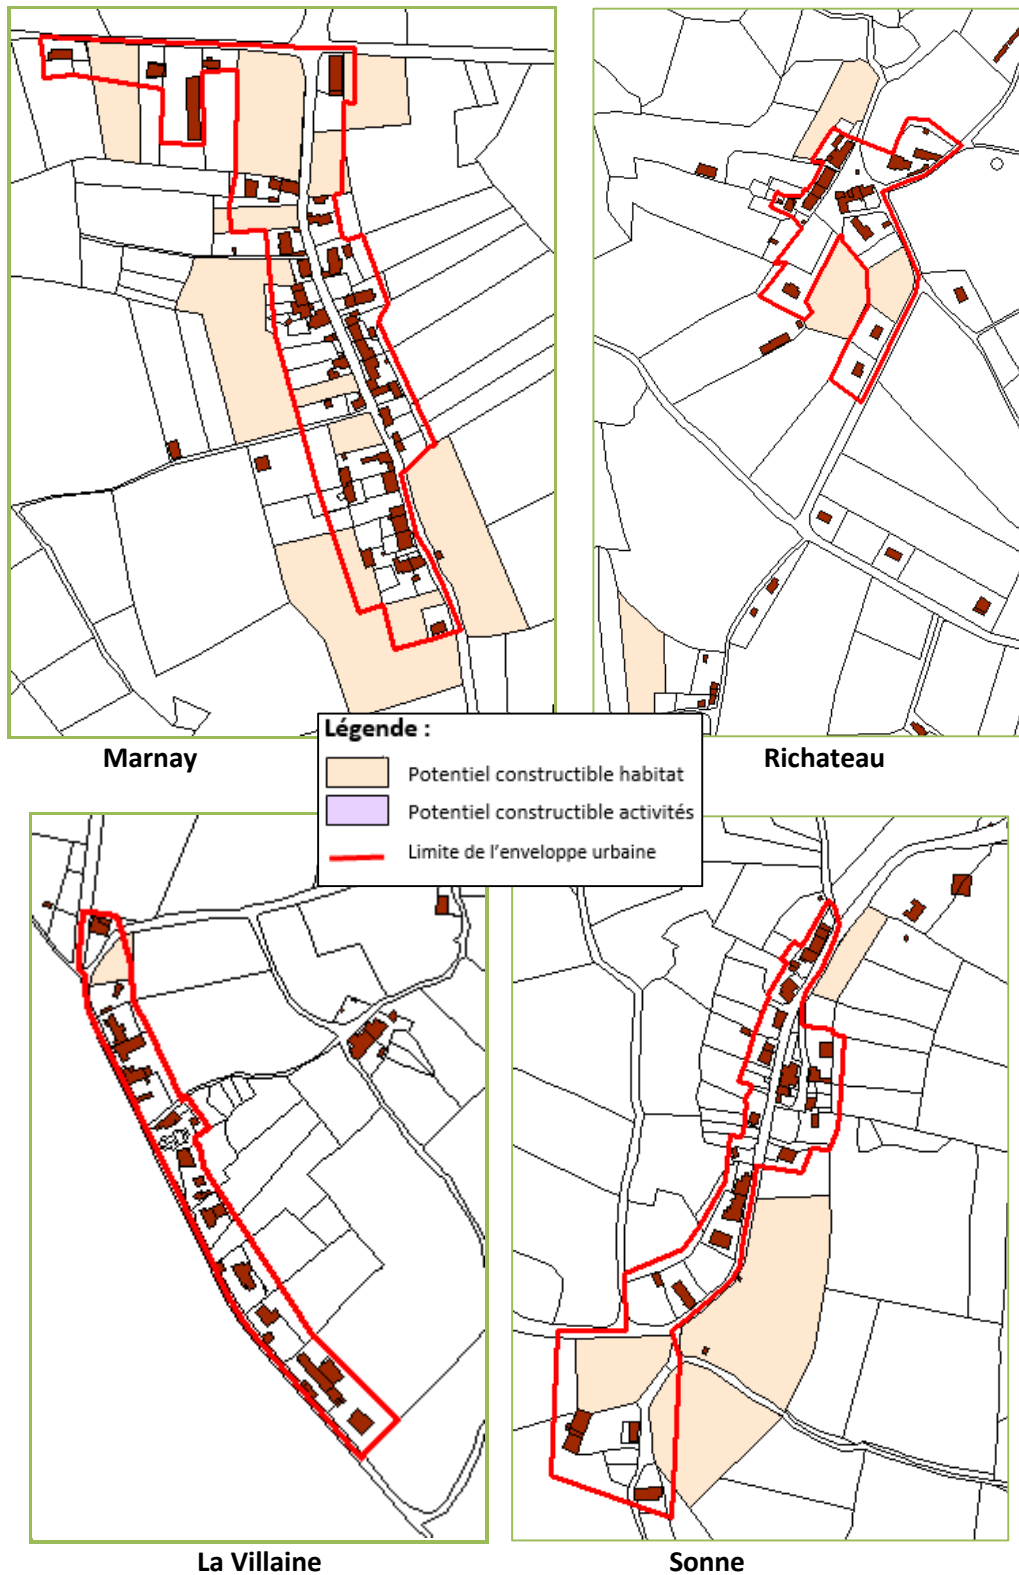 Marnay
Richateau
Légende :
Potentiel constructible habitat
Potentiel constructible activités
Limite de l'enveloppe urbaine
La Villaine
Sonne